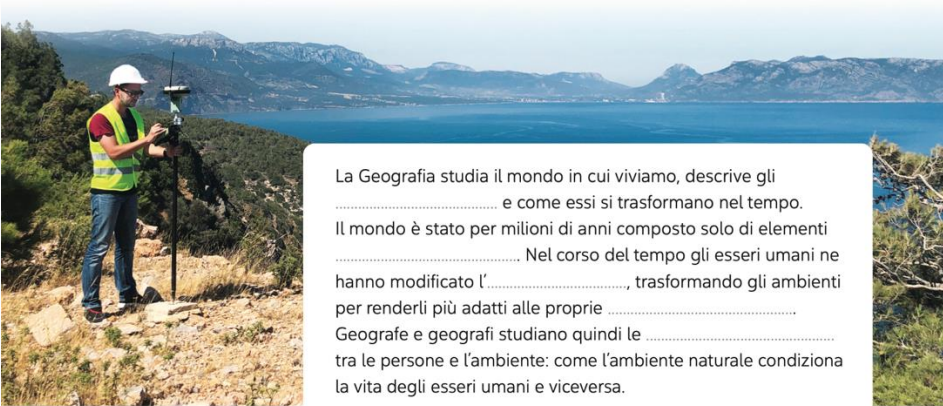 La Geografia studia il mondo in cui viviamo, descrive gli
........................................ e come essi si trasformano nel tempo.
Il mondo è stato per milioni di anni composto solo di elementi
............................................. Nel corso del tempo gli esseri umani ne
hanno modificato l’..................................., trasformando gli ambienti
per renderli più adatti alle proprie ...............................................
Geografe e geografi studiano quindi le ...............................................
tra le persone e l’ambiente: come l’ambiente naturale condiziona
la vita degli esseri umani e viceversa.